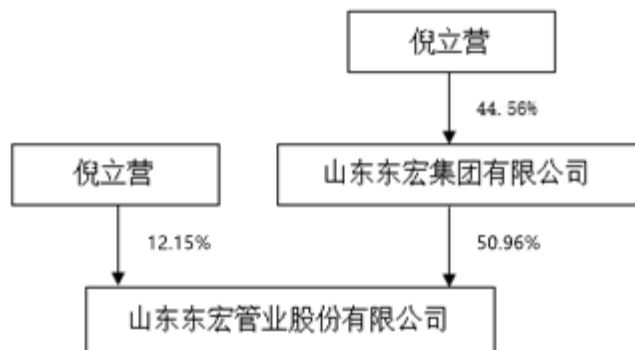 倪立营
44.56%
倪立营
山东东宏集团有限公司
12.15%
50.96%
山东东宏管业股份有限公司